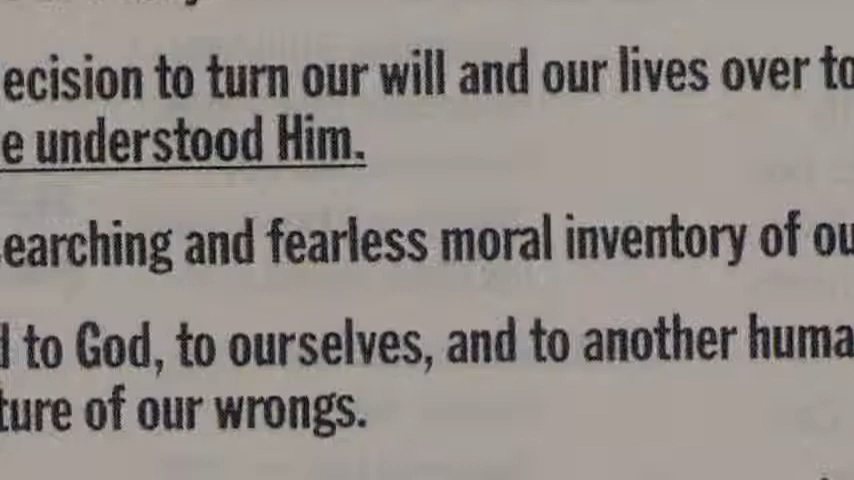 ecision to turn our will and our lives over to
e understood Him.
earching and fearless moral inventory of ou
d to God, to ourselves, and to another huma
ture of our wrongs.